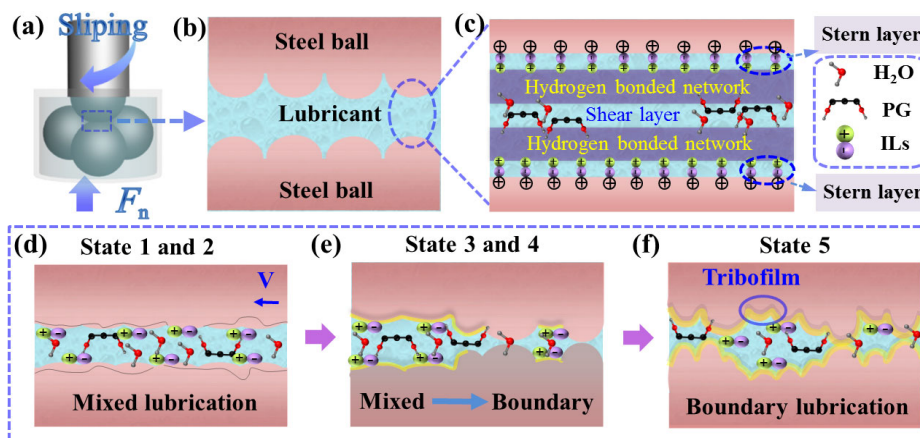 (a)
Sliping
Fn
(b)
Steel ball
Lubricant
Steel ball
(c)
Hydrogen bonded network
Shear layer
Hydrogen bonded network
Stern layer
H2O
PG
ILs
Stern layer
(d)
State 1 and 2
V
Mixed lubrication
(e)
State 3 and 4
Mixed
Boundary
(f)
State 5
Tribofilm
Boundary lubrication